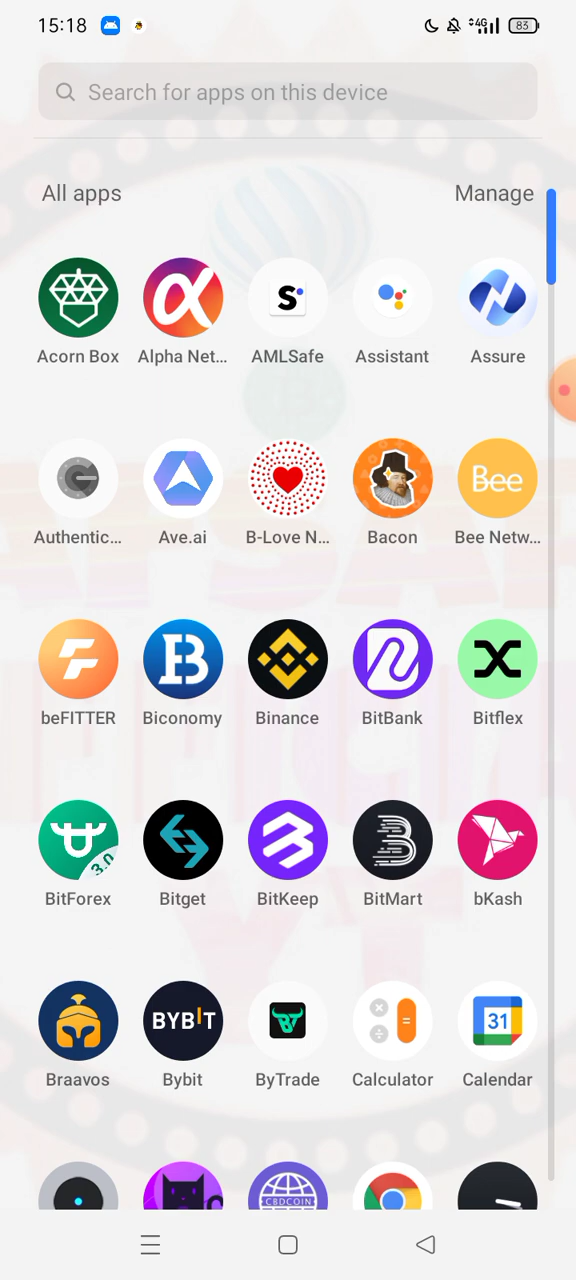 15:18 4G 83
Search for apps on this device
All apps Manage
Acorn Box Alpha Net... AMLSafe Assistant Assure
Bee
Authentic... Ave.ai B-Love N... Bacon Bee Netw...
beFITTER Biconomy Binance BitBank Bitflex
3.0
BitForex Bitget BitKeep BitMart bKash
BYBIT 31
Braavos Bybit ByTrade Calculator Calendar
CBDCOIN